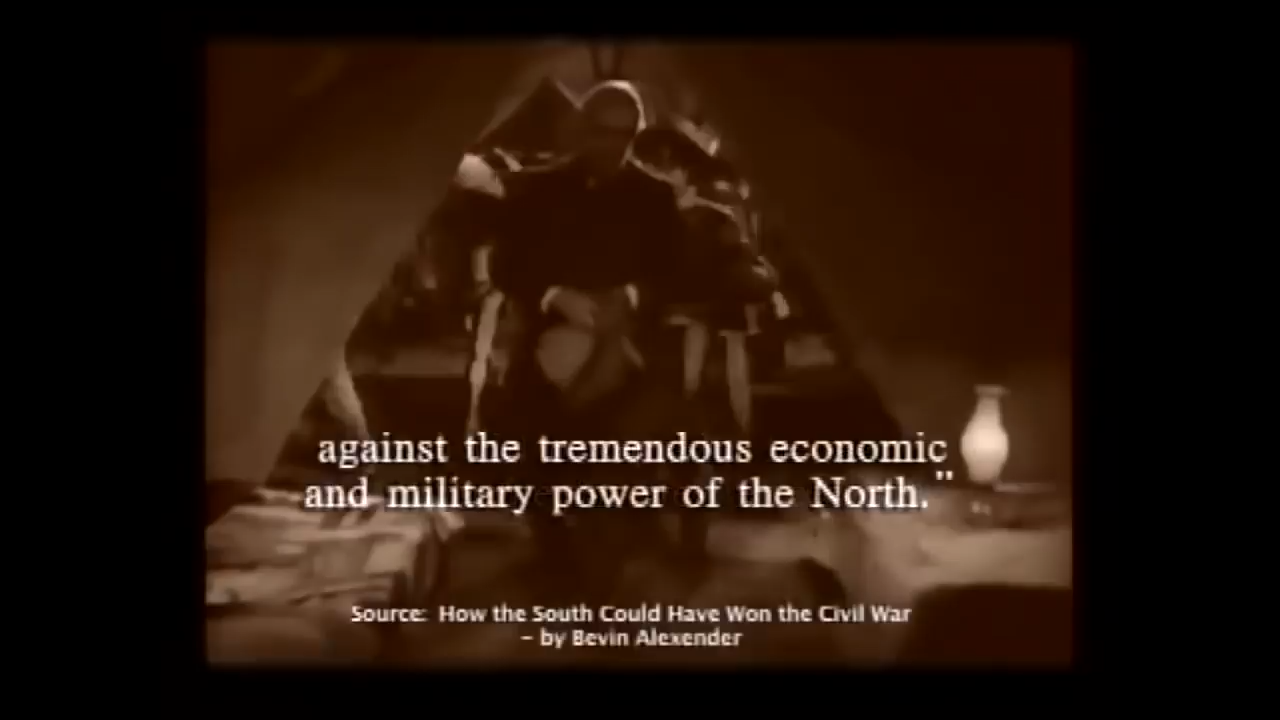 against the tremendous economic
and military power of the North."
Source: How the South Could Have Won the Civil War
– by Bevin Alexender